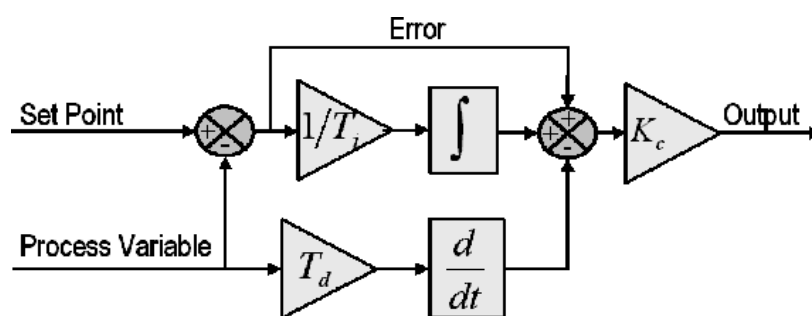 Error
Set Point
+
-
1/T_i
∫
+
+
-
K_c
Output
Process Variable
T_d
d/dt